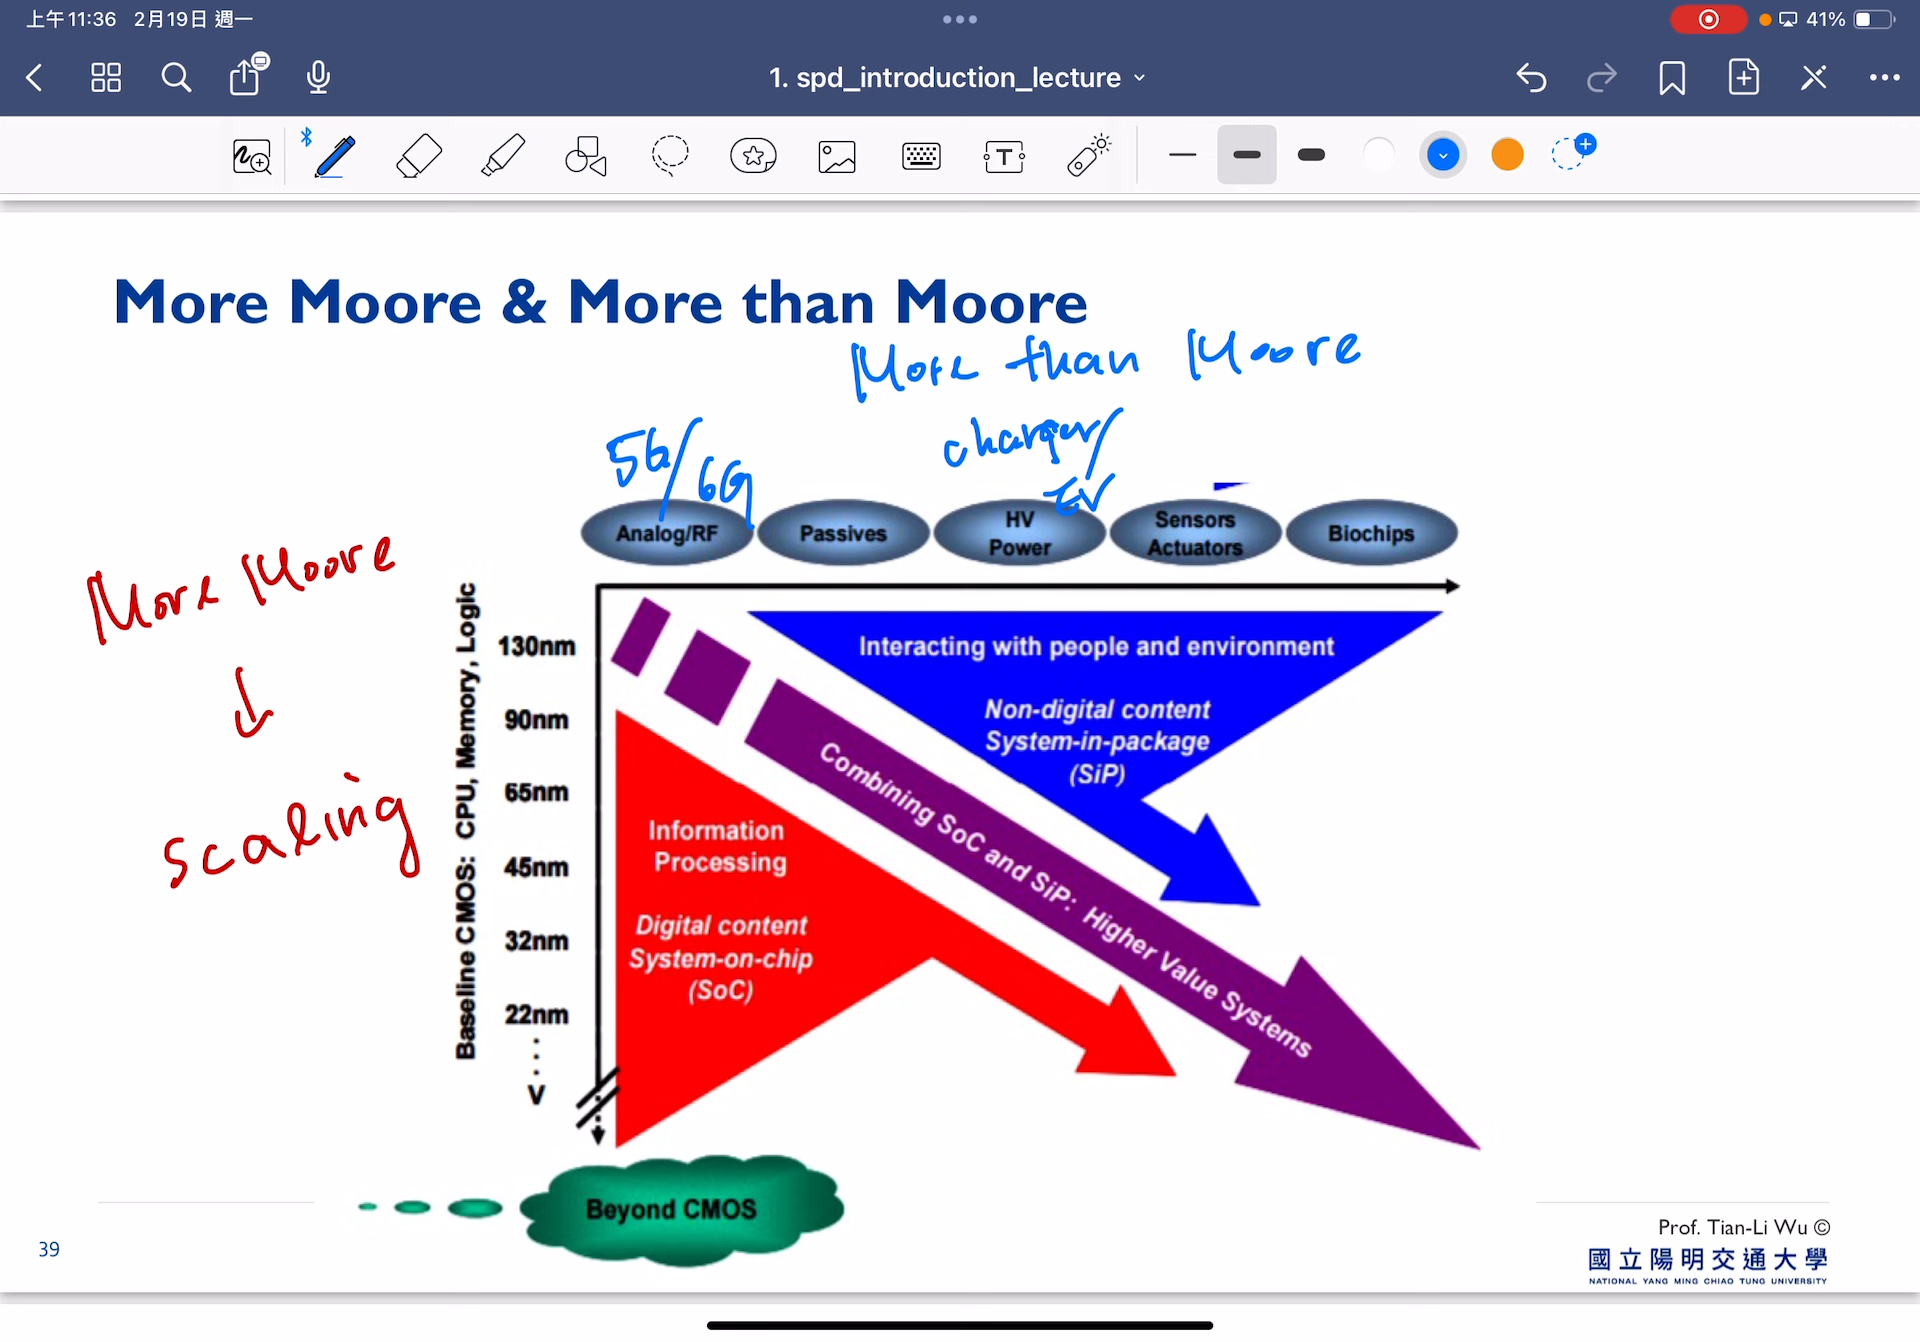 上午11:36 2月19日 週一
41%
1. spd_introduction_lecture
T
More Moore & More than Moore
More than Moore
charger/
EV
5G/6G
Analog/RF
Passives
HV
Power
Sensors
Actuators
Biochips
More Moore
scaling
Baseline CMOS: CPU, Memory, Logic
130nm
90nm
65nm
45nm
32nm
22nm
V
Interacting with people and environment
Non-digital content
System-in-package
(SiP)
Combining SoC and SiP: Higher Value Systems
Information
Processing
Digital content
System-on-chip
(SoC)
Beyond CMOS
39
Prof. Tian-Li Wu ©
國立陽明交通大學
NATIONAL YANG MING CHIAO TUNG UNIVERSITY